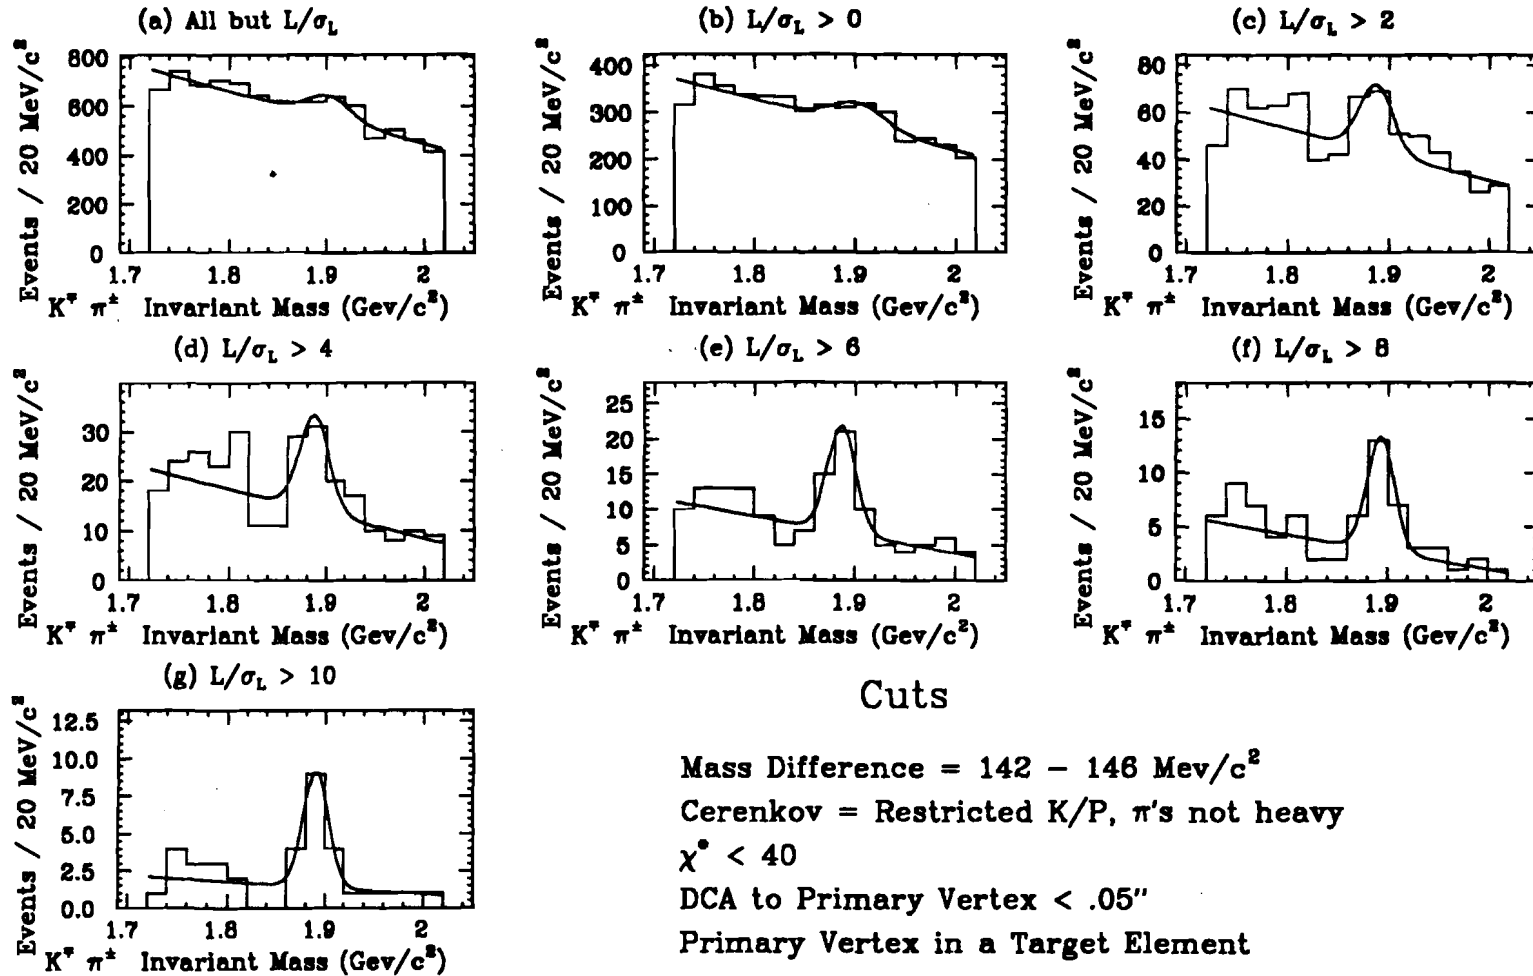 (a) All but L/σ_L
(b) L/σ_L > 0
(c) L/σ_L > 2
Events / 20 MeV/c²
800
600
400
200
0
1.7 1.8 1.9 2
K∓ π± Invariant Mass (Gev/c²)
Events / 20 MeV/c²
400
300
200
100
0
1.7 1.8 1.9 2
K∓ π± Invariant Mass (Gev/c²)
Events / 20 MeV/c²
80
60
40
20
0
1.7 1.8 1.9 2
K∓ π± Invariant Mass (Gev/c²)
(d) L/σ_L > 4
(e) L/σ_L > 6
(f) L/σ_L > 8
Events / 20 MeV/c²
30
20
10
0
1.7 1.8 1.9 2
K∓ π± Invariant Mass (Gev/c²)
Events / 20 MeV/c²
25
20
15
10
5
0
1.7 1.8 1.9 2
K∓ π± Invariant Mass (Gev/c²)
Events / 20 MeV/c²
15
10
5
0
1.7 1.8 1.9 2
K∓ π± Invariant Mass (Gev/c²)
(g) L/σ_L > 10
Events / 20 MeV/c²
12.5
10.0
7.5
5.0
2.5
0.0
1.7 1.8 1.9 2
K∓ π± Invariant Mass (Gev/c²)
Cuts
Mass Difference = 142 – 146 Mev/c²
Cerenkov = Restricted K/P, π's not heavy
χ² < 40
DCA to Primary Vertex < .05"
Primary Vertex in a Target Element